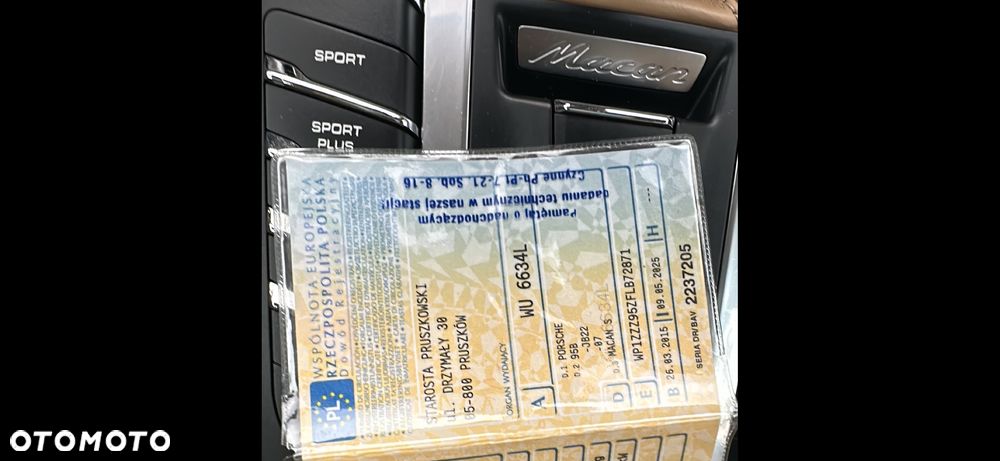 SPORT
SPORT
PLUS
Macan
PL
WSPÓLNOTA EUROPEJSKA
RZECZPOSPOLITA POLSKA
Dowód Rejestracyjny
STAROSTA PRUSZKOWSKI
ul. DRZYMAŁY 30
05-800 PRUSZKÓW
ORGAN WYDAJĄCY
A WU 6634L
D D.1 PORSCHE
D.2 95B
-JB22
-07
D.3 MACAN S
E WP1ZZZ95ZFLB72871
B 26.03.2015 I 09.05.2025 H ---
SERIA DR/BAV 2237205
Pamiętaj o nadchodzącym
badaniu technicznym w naszej stacji
Czynne Pn-Pt 7-21, Sob. 8-16
OTOMOTO